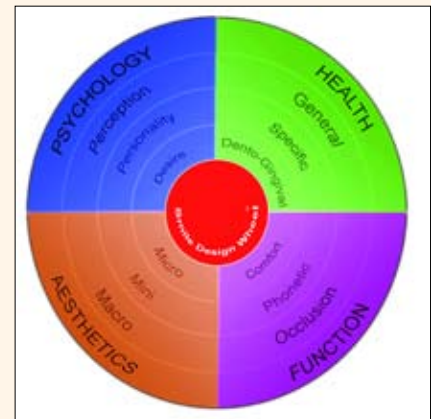 PSYCHOLOGY
Perception
Personality
Desire
HEALTH
General
Specific
Dento-Gingival
Smile Design Wheel
AESTHETICS
Macro
Mini
Micro
FUNCTION
Occlusion
Phonetic
Comfort